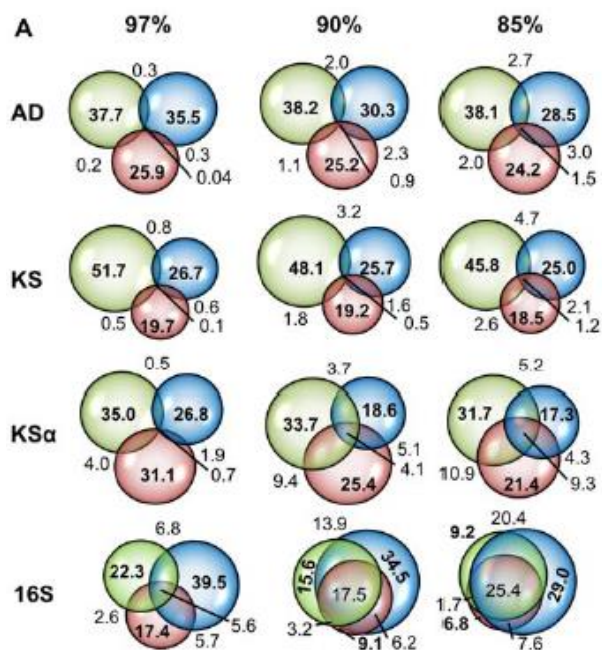 A 97% 90% 85%
0.3 2.0 2.7
AD 37.7 35.5 38.2 30.3 38.1 28.5
0.2 25.9 0.3 0.04 1.1 25.2 2.3 0.9 2.0 24.2 3.0 1.5
0.8 3.2 4.7
KS 51.7 26.7 48.1 25.7 45.8 25.0
0.5 19.7 0.6 0.1 1.8 19.2 1.6 0.5 2.6 18.5 2.1 1.2
0.5 3.7 5.2
KSα 35.0 26.8 33.7 18.6 31.7 17.3
4.0 31.1 1.9 0.7 9.4 25.4 5.1 4.1 10.9 21.4 4.3 9.3
6.8 13.9 20.4
16S 22.3 39.5 15.6 34.5 17.5 9.2 29.0 25.4
2.6 17.4 5.6 5.7 3.2 9.1 6.2 1.7 6.8 7.6